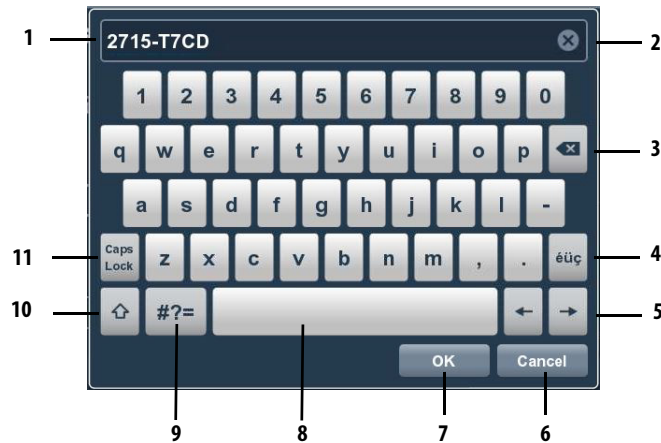 1 2715-T7CD 2
1 2 3 4 5 6 7 8 9 0
q w e r t y u i o p 3
a s d f g h j k l -
11 Caps Lock z x c v b n m , . éüç 4
10 #?= 5
OK Cancel
9 8 7 6